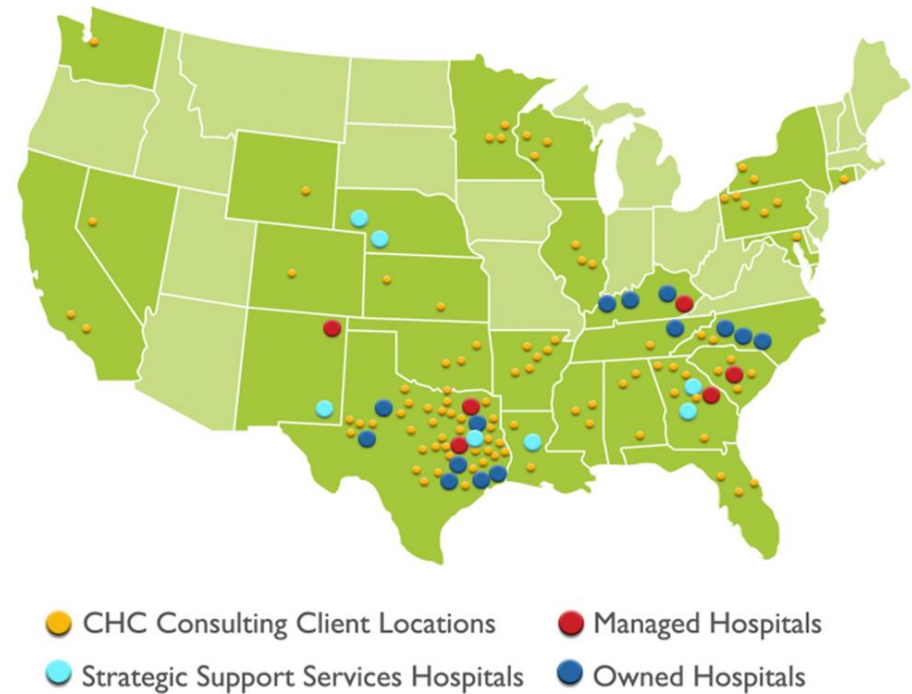 CHC Consulting Client Locations
Managed Hospitals
Strategic Support Services Hospitals
Owned Hospitals